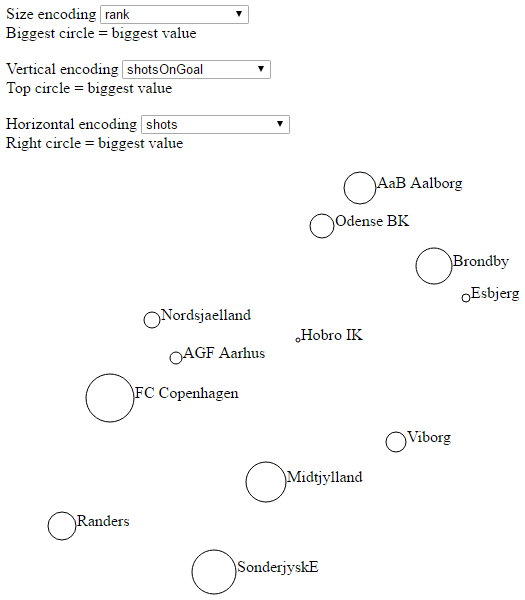 Size encoding rank
Biggest circle = biggest value
Vertical encoding shotsOnGoal
Top circle = biggest value
Horizontal encoding shots
Right circle = biggest value
AaB Aalborg
Odense BK
Brondby
Esbjerg
Nordsjaelland
Hobro IK
AGF Aarhus
FC Copenhagen
Viborg
Midtjylland
Randers
SonderjyskE